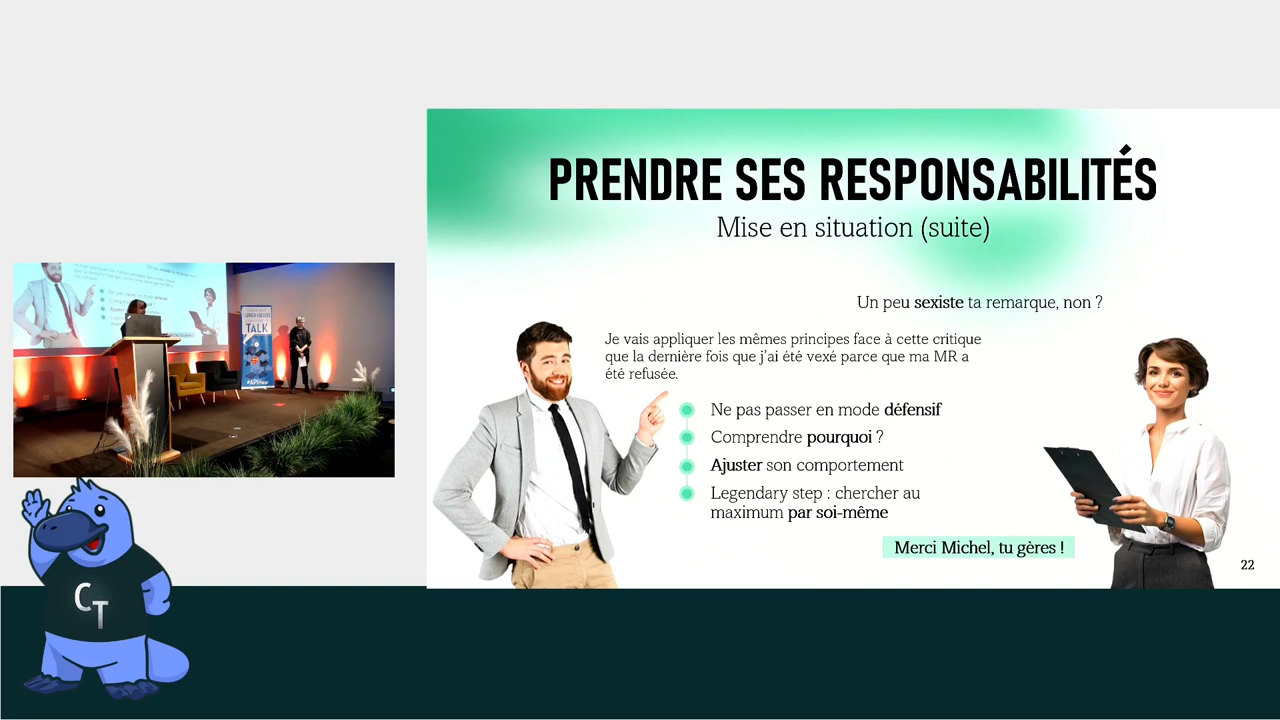 PRENDRE SES RESPONSABILITÉS
Mise en situation (suite)
Un peu sexiste ta remarque, non ?
Je vais appliquer les mêmes principes face à cette critique
que la dernière fois que j'ai été vexé parce que ma MR a
été refusée.
Ne pas passer en mode défensif
Comprendre pourquoi ?
Ajuster son comportement
Legendary step : chercher au
maximum par soi-même
Merci Michel, tu gères !
22
TALK
CT